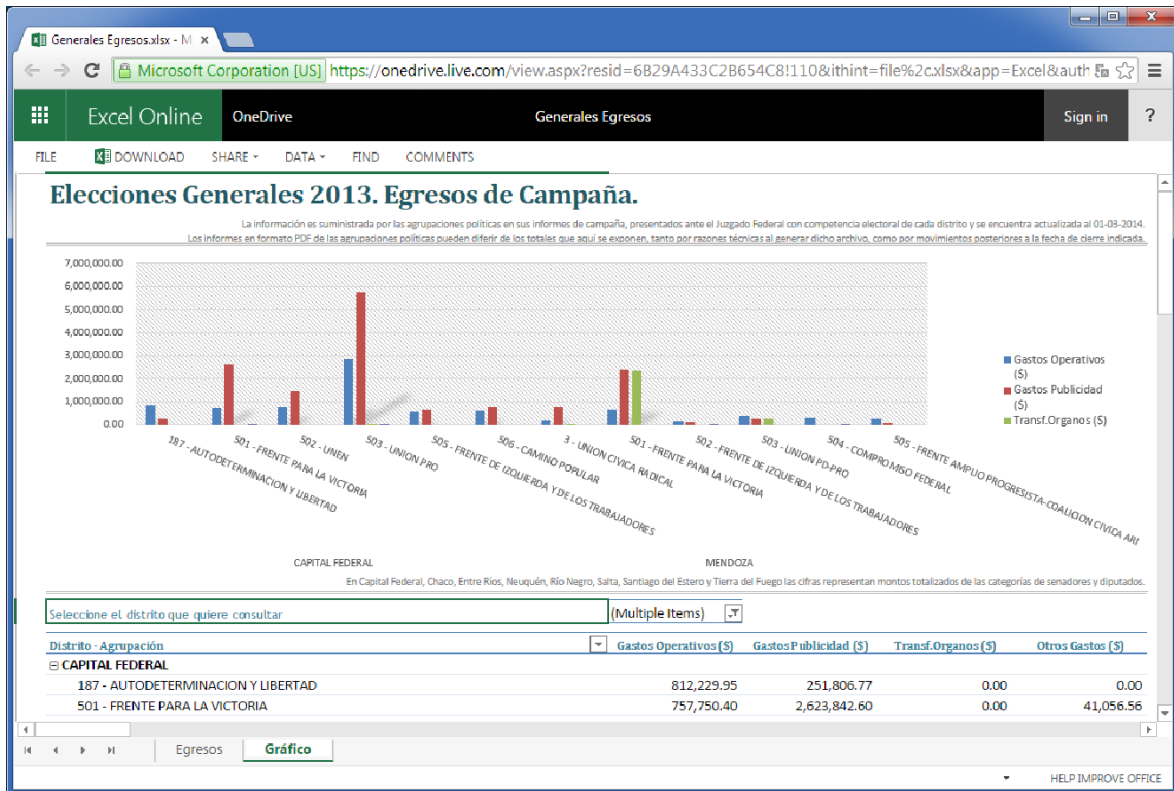 Generales Egresos.xlsx - M
Microsoft Corporation [US] https://onedrive.live.com/view.aspx?resid=6B29A433C2B654C8!110&ithint=file%2c.xlsx&app=Excel&auth
Excel Online OneDrive Generales Egresos Sign in ?
FILE DOWNLOAD SHARE DATA FIND COMMENTS
Elecciones Generales 2013. Egresos de Campaña.
La información es suministrada por las agrupaciones políticas en sus informes de campaña, presentados ante el Juzgado Federal con competencia electoral de cada distrito y se encuentra actualizada al 01-03-2014.
Los informes en formato PDF de las agrupaciones políticas pueden diferir de los totales que aquí se exponen, tanto por razones técnicas al generar dicho archivo, como por movimientos posteriores a la fecha de cierre indicada.
7,000,000.00
6,000,000.00
5,000,000.00
4,000,000.00
3,000,000.00
2,000,000.00
1,000,000.00
0.00
Gastos Operativos
($)
Gastos Publicidad
($)
Transf.Organos ($)
187 - AUTODETERMINACION Y LIBERTAD
501 - FRENTE PARA LA VICTORIA
502 - UNEN
503 - UNION PRO
505 - FRENTE DE IZQUIERDA Y DE LOS TRABAJADORES
506 - CAMINO POPULAR
3 - UNION CIVICA RADICAL
501 - FRENTE PARA LA VICTORIA
502 - FRENTE DE IZQUIERDA Y DE LOS TRABAJADORES
503 - UNION PD-PRO
504 - COMPROMISO FEDERAL
505 - FRENTE AMPLIO PROGRESISTA-COALICION CIVICA ARI
CAPITAL FEDERAL MENDOZA
En Capital Federal, Chaco, Entre Ríos, Neuquén, Río Negro, Salta, Santiago del Estero y Tierra del Fuego las cifras representan montos totalizados de las categorías de senadores y diputados.
Seleccione el distrito que quiere consultar (Multiple Items)
Distrito - Agrupación Gastos Operativos ($) Gastos Publicidad ($) Transf.Organos ($) Otros Gastos ($)
CAPITAL FEDERAL
187 - AUTODETERMINACION Y LIBERTAD 812,229.95 251,806.77 0.00 0.00
501 - FRENTE PARA LA VICTORIA 757,750.40 2,623,842.60 0.00 41,056.56
Egresos Gráfico
HELP IMPROVE OFFICE